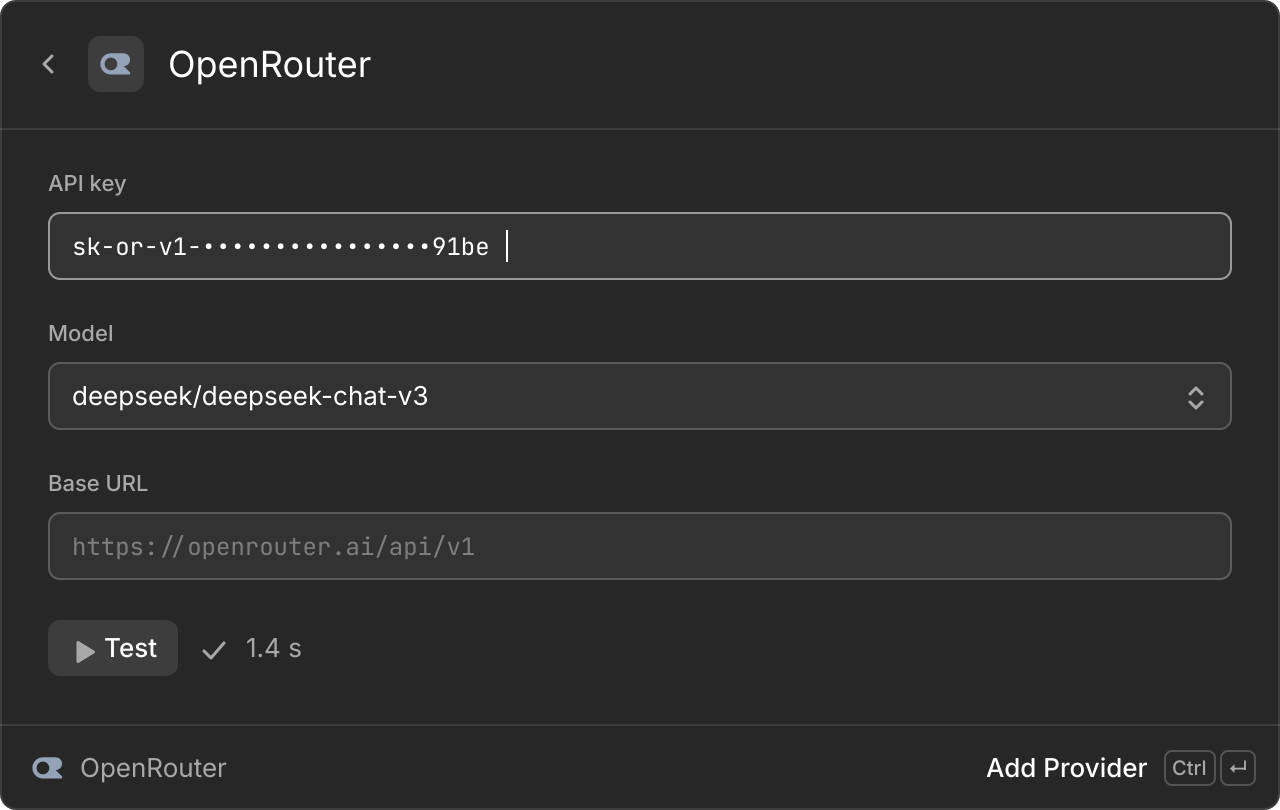 OpenRouter
API key
sk-or-v1-••••••••••••••••91be
Model
deepseek/deepseek-chat-v3
Base URL
https://openrouter.ai/api/v1
Test 1.4 s
OpenRouter Add Provider Ctrl ↵